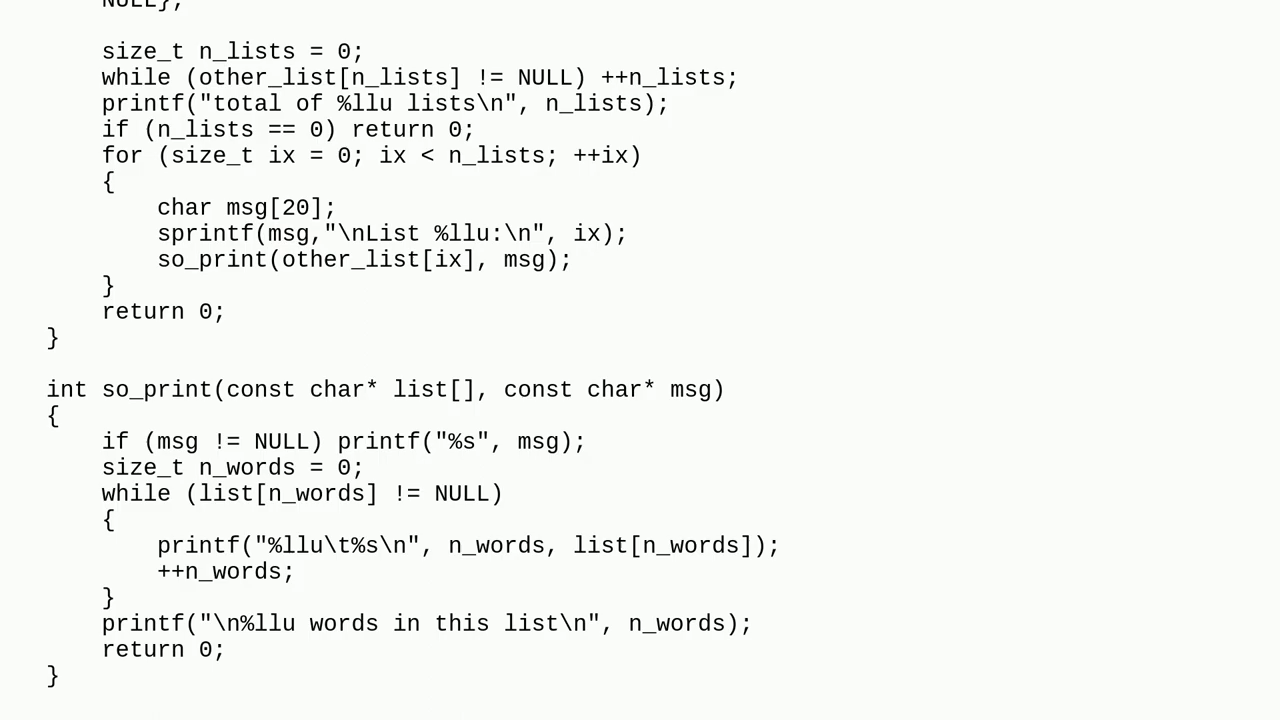 NULL};
size_t n_lists = 0;
while (other_list[n_lists] != NULL) ++n_lists;
printf("total of %llu lists\n", n_lists);
if (n_lists == 0) return 0;
for (size_t ix = 0; ix < n_lists; ++ix)
{
char msg[20];
sprintf(msg,"\nList %llu:\n", ix);
so_print(other_list[ix], msg);
}
return 0;
}
int so_print(const char* list[], const char* msg)
{
if (msg != NULL) printf("%s", msg);
size_t n_words = 0;
while (list[n_words] != NULL)
{
printf("%llu\t%s\n", n_words, list[n_words]);
++n_words;
}
printf("\n%llu words in this list\n", n_words);
return 0;
}